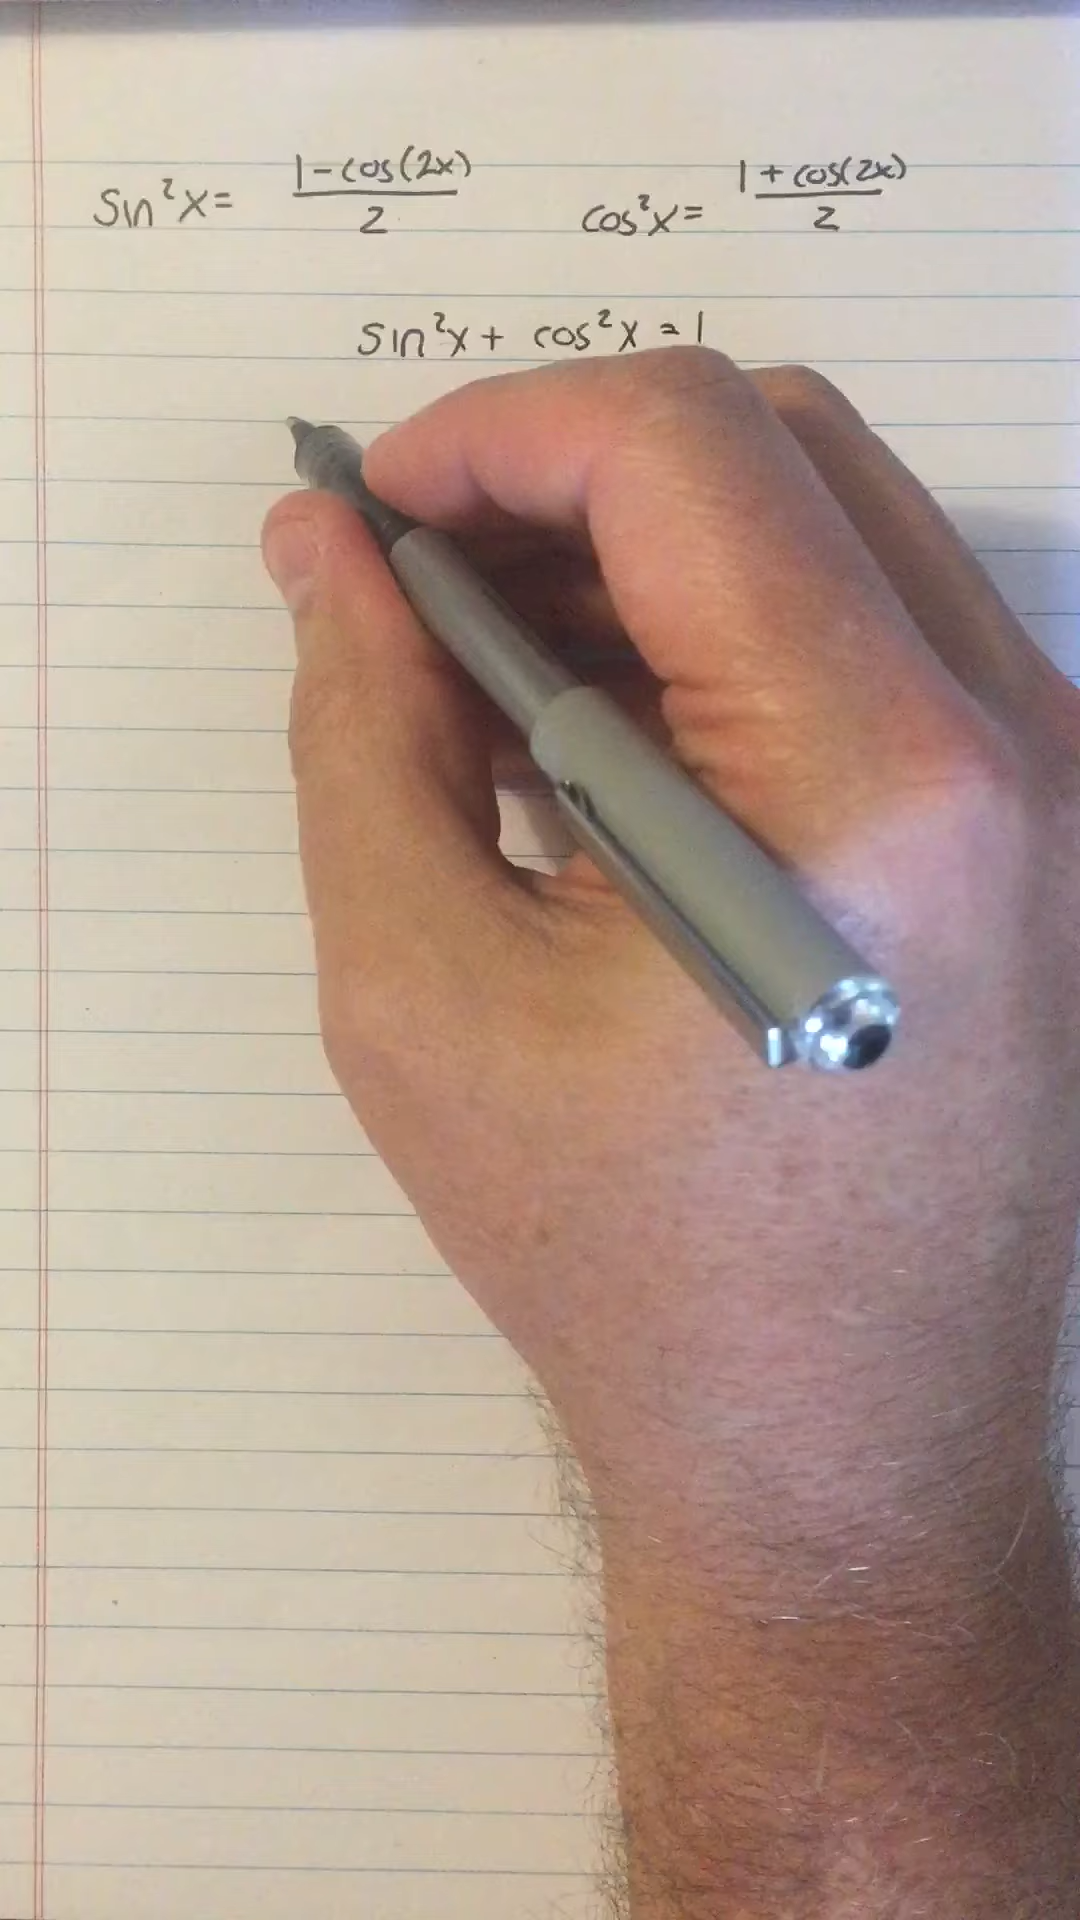 sin²x = (1 - cos(2x))/2 cos²x = (1 + cos(2x))/2
sin²x + cos²x = 1